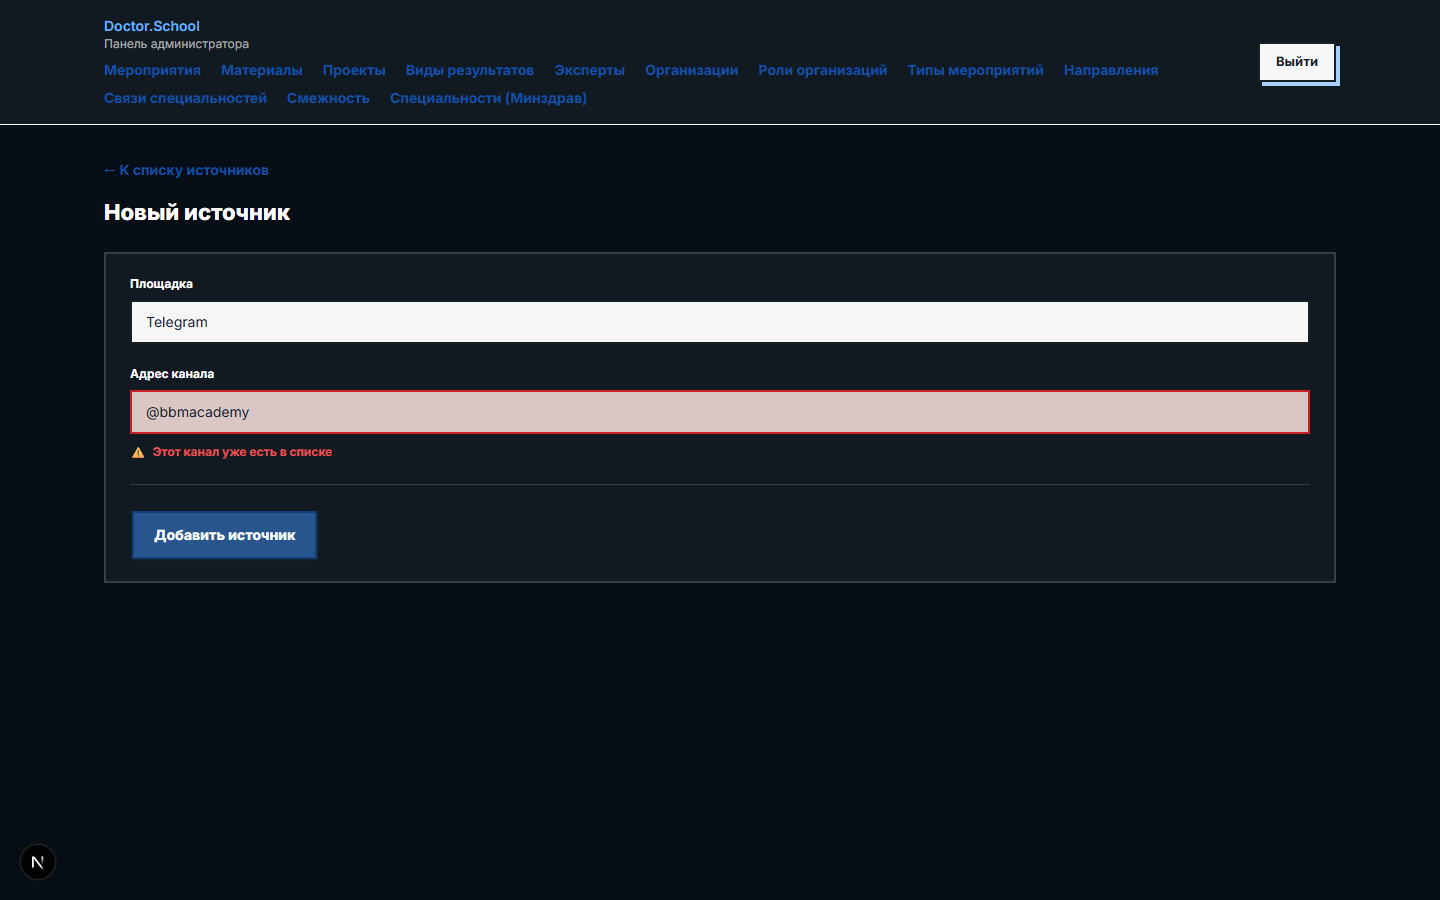 Doctor.School
Панель администратора
Мероприятия Материалы Проекты Виды результатов Эксперты Организации Роли организаций Типы мероприятий Направления
Связи специальностей Смежность Специальности (Минздрав)
Выйти
← К списку источников
Новый источник
Площадка
Telegram
Адрес канала
@bbmacademy
Этот канал уже есть в списке
Добавить источник
N